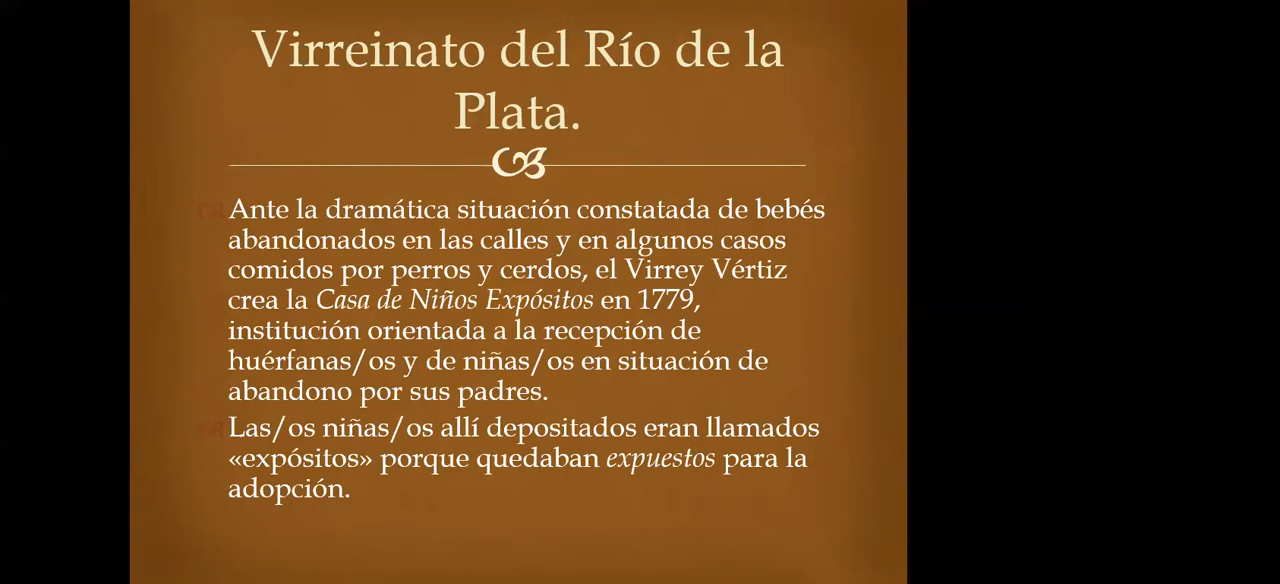 Virreinato del Río de la
Plata.
Ante la dramática situación constatada de bebés
abandonados en las calles y en algunos casos
comidos por perros y cerdos, el Virrey Vértiz
crea la Casa de Niños Expósitos en 1779,
institución orientada a la recepción de
huérfanas/os y de niñas/os en situación de
abandono por sus padres.
Las/os niñas/os allí depositados eran llamados
«expósitos» porque quedaban expuestos para la
adopción.